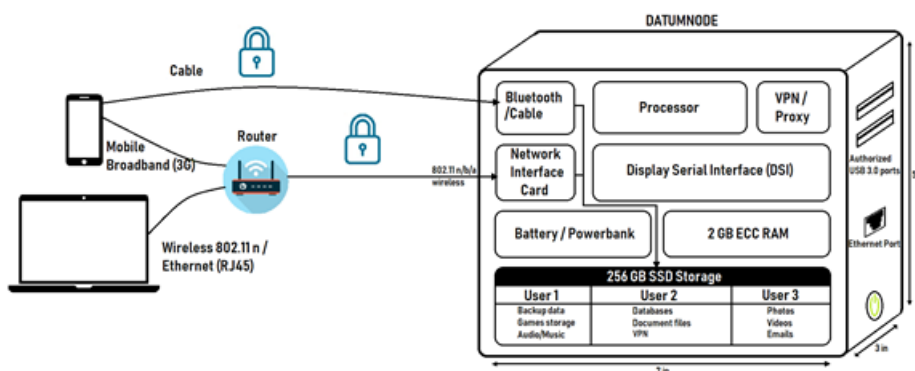 DATUMNODE
Cable
Bluetooth
/Cable
Processor
VPN /
Proxy
Router
Mobile
Broadband (3G)
802.11 n/b/a
wireless
Network
Interface
Card
Display Serial Interface (DSI)
Authorized
USB 3.0 ports
Wireless 802.11 n /
Ethernet (RJ45)
Battery / Powerbank
2 GB ECC RAM
Ethernet Port
256 GB SSD Storage
User 1
User 2
User 3
Backup data
Games storage
Audio/Music
Databases
Document files
VPN
Photos
Videos
Emails
3 in